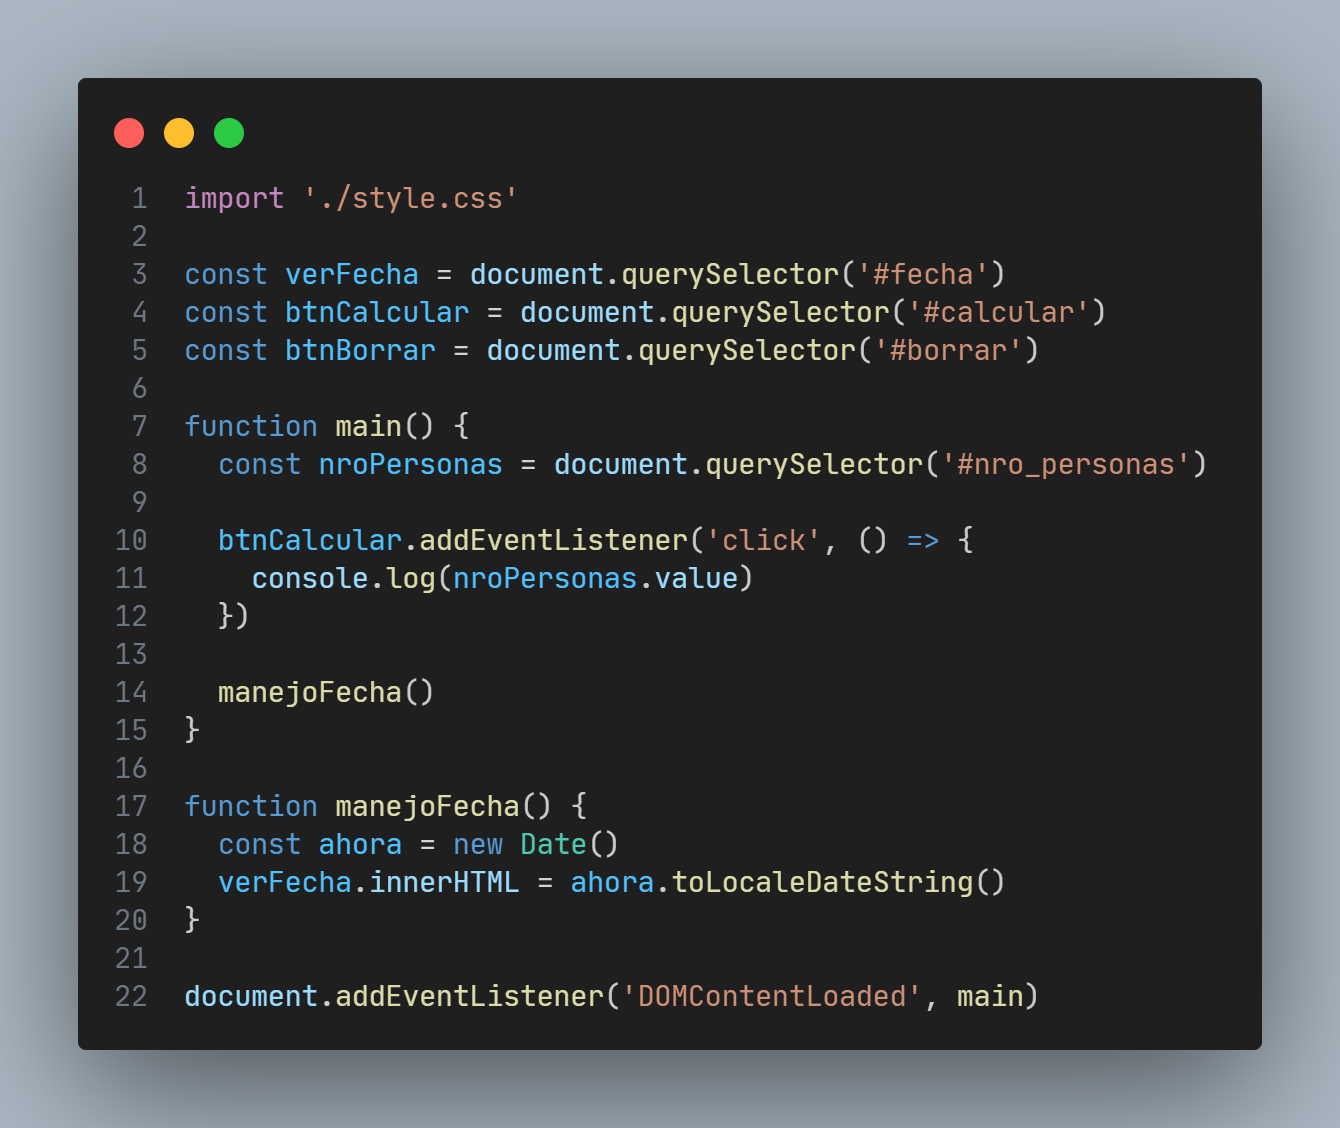 1 import './style.css'
2
3 const verFecha = document.querySelector('#fecha')
4 const btnCalcular = document.querySelector('#calcular')
5 const btnBorrar = document.querySelector('#borrar')
6
7 function main() {
8   const nroPersonas = document.querySelector('#nro_personas')
9
10   btnCalcular.addEventListener('click', () => {
11     console.log(nroPersonas.value)
12   })
13
14   manejoFecha()
15 }
16
17 function manejoFecha() {
18   const ahora = new Date()
19   verFecha.innerHTML = ahora.toLocaleDateString()
20 }
21
22 document.addEventListener('DOMContentLoaded', main)